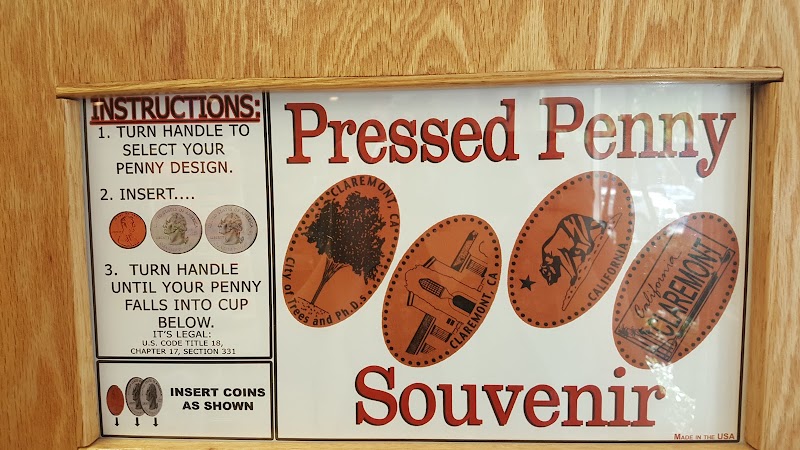 INSTRUCTIONS:
1. TURN HANDLE TO
SELECT YOUR
PENNY DESIGN.
2. INSERT....
3. TURN HANDLE
UNTIL YOUR PENNY
FALLS INTO CUP
BELOW.
IT'S LEGAL:
U.S. CODE TITLE 18,
CHAPTER 17, SECTION 331
INSERT COINS
AS SHOWN
Pressed Penny
CLAREMONT, CA
City of Trees and Ph.D.s
CLAREMONT, CA
CALIFORNIA
California
CLAREMONT
Souvenir
MADE IN THE USA